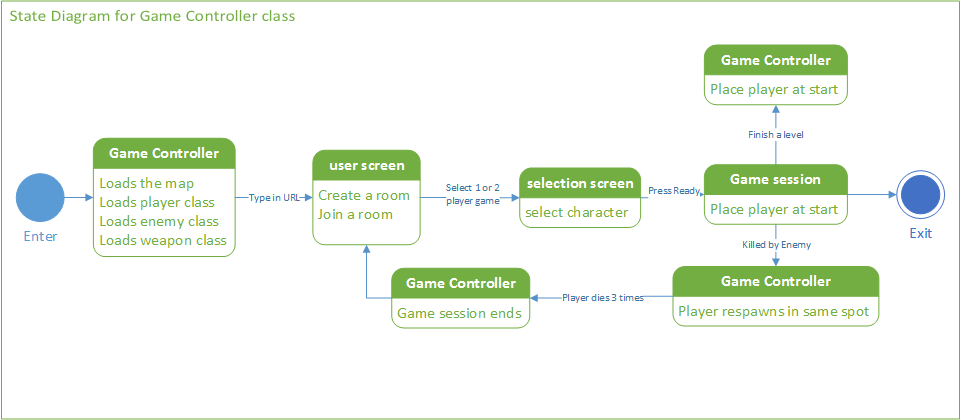 State Diagram for Game Controller class
Enter
Game Controller
Loads the map
Loads player class
Loads enemy class
Loads weapon class
Type in URL
user screen
Create a room
Join a room
Select 1 or 2
player game
selection screen
select character
Press Ready
Game session
Place player at start
Finish a level
Game Controller
Place player at start
Exit
Killed by Enemy
Game Controller
Player respawns in same spot
Player dies 3 times
Game Controller
Game session ends